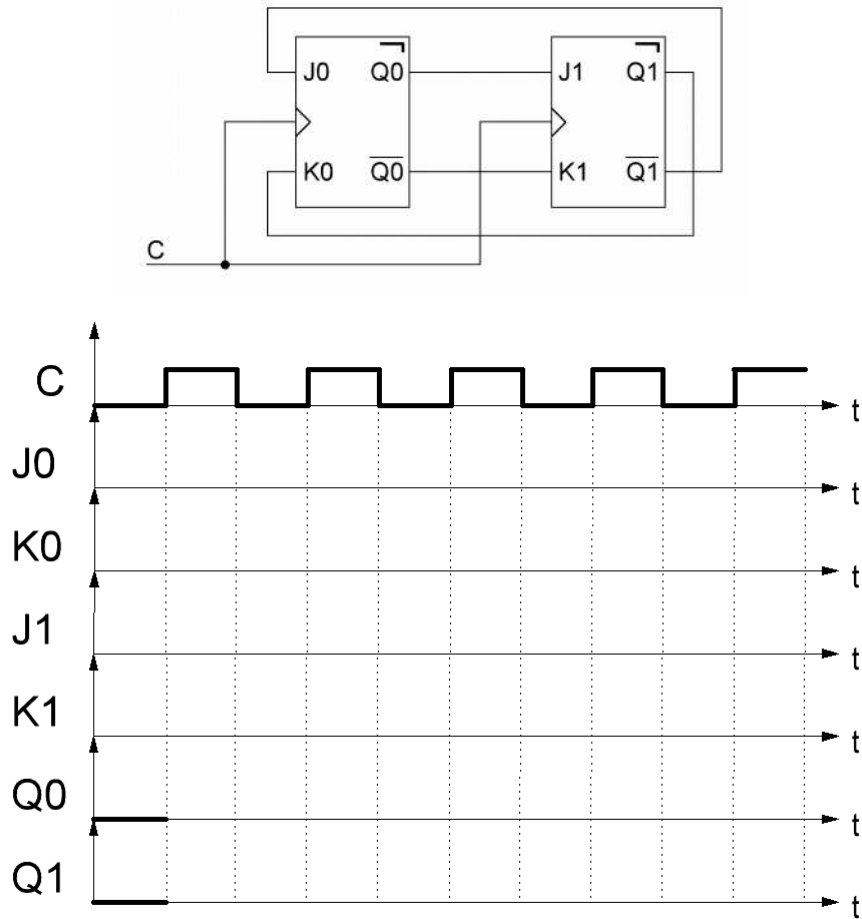 J0 Q0 J1 Q1
K0 Q0 K1 Q1
C
C t
J0 t
K0 t
J1 t
K1 t
Q0 t
Q1 t